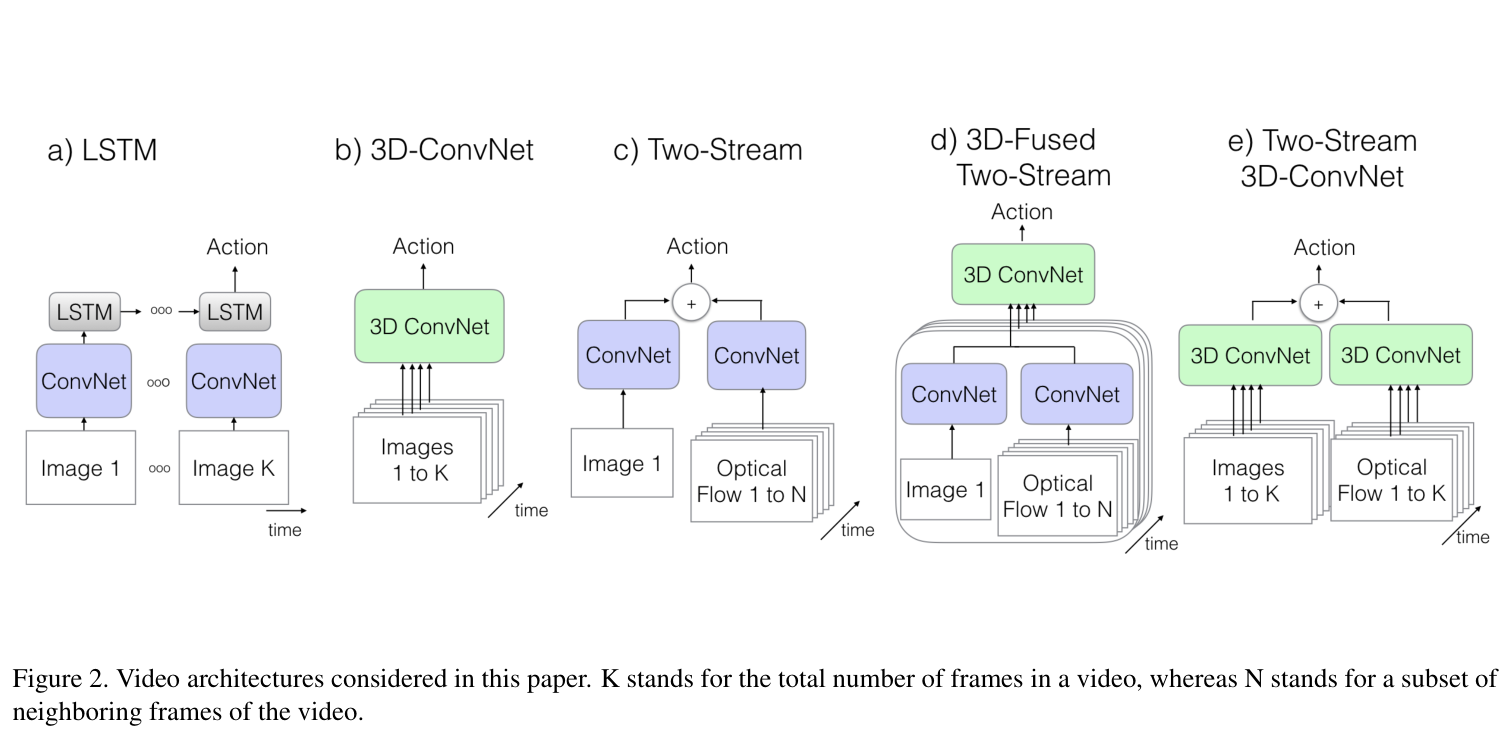 a) LSTM
Action
LSTM
ooo
LSTM
ConvNet
ooo
ConvNet
Image 1
ooo
Image K
time
b) 3D-ConvNet
Action
3D ConvNet
Images
1 to K
time
c) Two-Stream
Action
+
ConvNet
ConvNet
Image 1
Optical
Flow 1 to N
time
d) 3D-Fused
Two-Stream
Action
3D ConvNet
ConvNet
ConvNet
Image 1
Optical
Flow 1 to N
time
e) Two-Stream
3D-ConvNet
Action
+
3D ConvNet
3D ConvNet
Images
1 to K
Optical
Flow 1 to K
time
Figure 2. Video architectures considered in this paper. K stands for the total number of frames in a video, whereas N stands for a subset of
neighboring frames of the video.